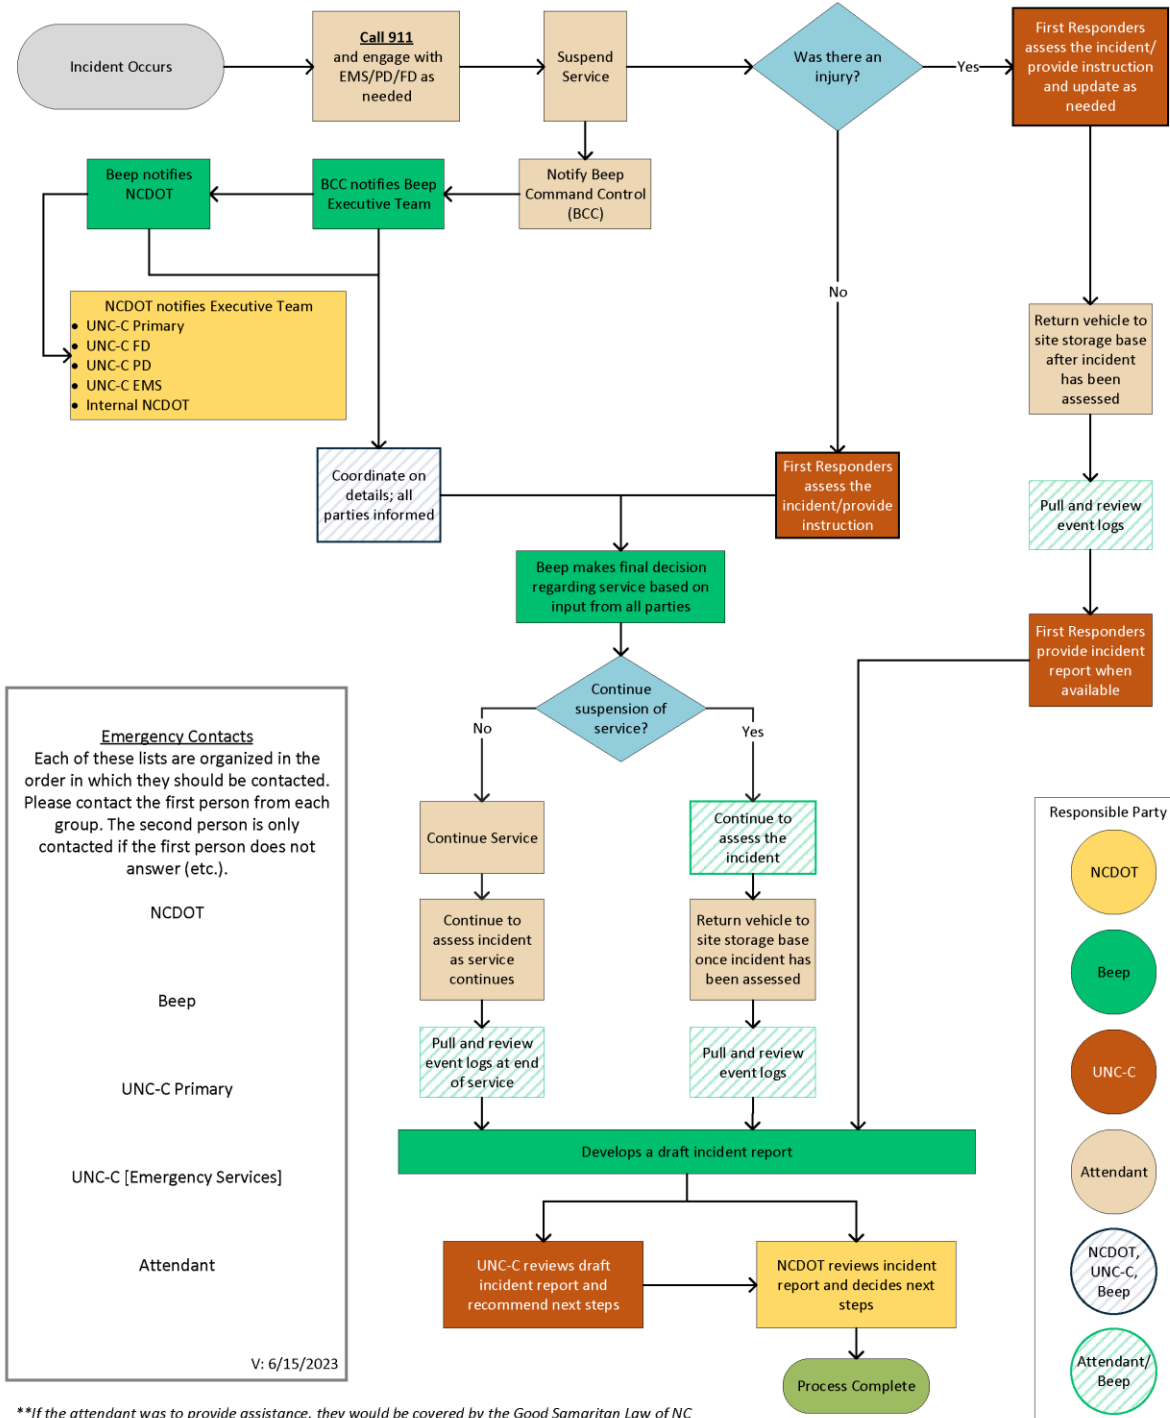 Incident Occurs
Call 911
and engage with
EMS/PD/FD as
needed
Suspend
Service
Was there an
injury?
Yes
First Responders
assess the incident/
provide instruction
and update as
needed
Beep notifies
NCDOT
BCC notifies Beep
Executive Team
Notify Beep
Command Control
(BCC)
No
NCDOT notifies Executive Team
• UNC-C Primary
• UNC-C FD
• UNC-C PD
• UNC-C EMS
• Internal NCDOT
Return vehicle to
site storage base
after incident
has been
assessed
Coordinate on
details; all
parties informed
First Responders
assess the
incident/provide
instruction
Pull and review
event logs
Beep makes final decision
regarding service based on
input from all parties
First Responders
provide incident
report when
available
Continue
suspension of
service?
No
Yes
Emergency Contacts
Each of these lists are organized in the
order in which they should be contacted.
Please contact the first person from each
group. The second person is only
contacted if the first person does not
answer (etc.).
NCDOT
Beep
UNC-C Primary
UNC-C [Emergency Services]
Attendant
V: 6/15/2023
Continue Service
Continue to
assess the
incident
Continue to
assess incident
as service
continues
Return vehicle to
site storage base
once incident has
been assessed
Pull and review
event logs at end
of service
Pull and review
event logs
Develops a draft incident report
UNC-C reviews draft
incident report and
recommend next steps
NCDOT reviews incident
report and decides next
steps
Process Complete
Responsible Party
NCDOT
Beep
UNC-C
Attendant
NCDOT,
UNC-C,
Beep
Attendant/
Beep
**If the attendant was to provide assistance, they would be covered by the Good Samaritan Law of NC